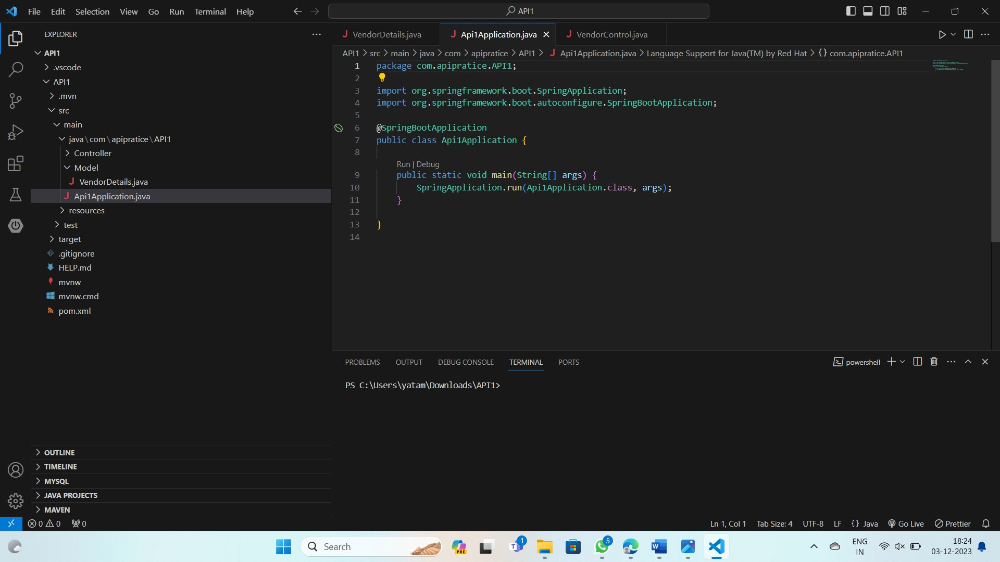 File Edit Selection View Go Run Terminal Help
API1
EXPLORER
API1
.vscode
API1
.mvn
src
main
java\com\apipratice\API1
Controller
Model
VendorDetails.java
Api1Application.java
resources
test
target
.gitignore
HELP.md
mvnw
mvnw.cmd
pom.xml
OUTLINE
TIMELINE
MYSQL
JAVA PROJECTS
MAVEN
VendorDetails.java Api1Application.java VendorControl.java
API1 > src > main > java > com > apipratice > API1 > Api1Application.java > Language Support for Java(TM) by Red Hat > {} com.apipratice.API1
1 package com.apipratice.API1;
2
3 import org.springframework.boot.SpringApplication;
4 import org.springframework.boot.autoconfigure.SpringBootApplication;
5
6 @SpringBootApplication
7 public class Api1Application {
8
Run | Debug
9 public static void main(String[] args) {
10 SpringApplication.run(Api1Application.class, args);
11 }
12
13 }
14
PROBLEMS OUTPUT DEBUG CONSOLE TERMINAL PORTS
powershell
PS C:\Users\yatam\Downloads\API1>
0 0 0
Ln 1, Col 1 Tab Size: 4 UTF-8 LF {} Java Go Live Prettier
Search
PRE
1
5
ENG
IN
18:24
03-12-2023